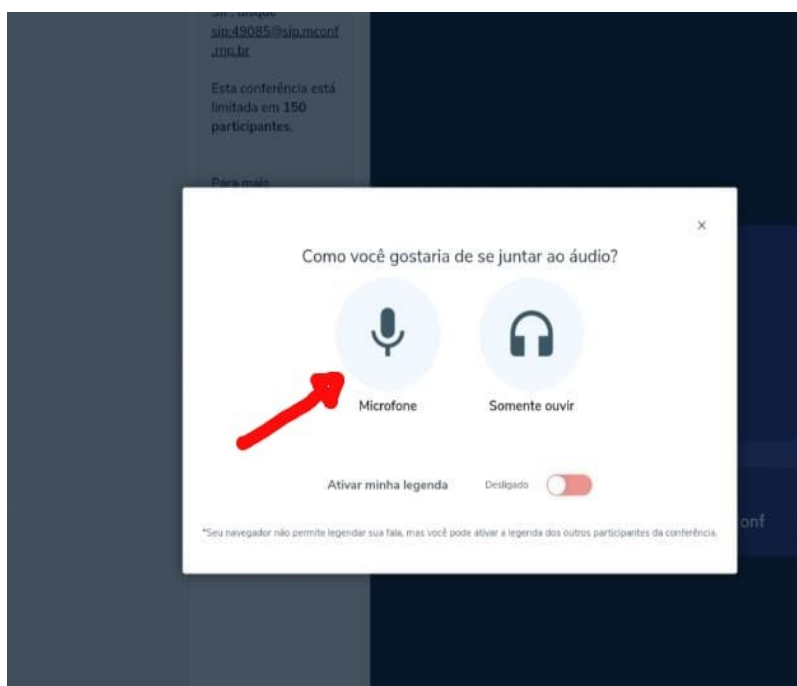 SIP, disque
sip:49085@sip.mconf
.rnp.br
Esta conferência está
limitada em 150
participantes.
Para mais
×
Como você gostaria de se juntar ao áudio?
Microfone
Somente ouvir
Ativar minha legenda
Desligado
*Seu navegador não permite legendar sua fala, mas você pode ativar a legenda dos outros participantes da conferência.
onf